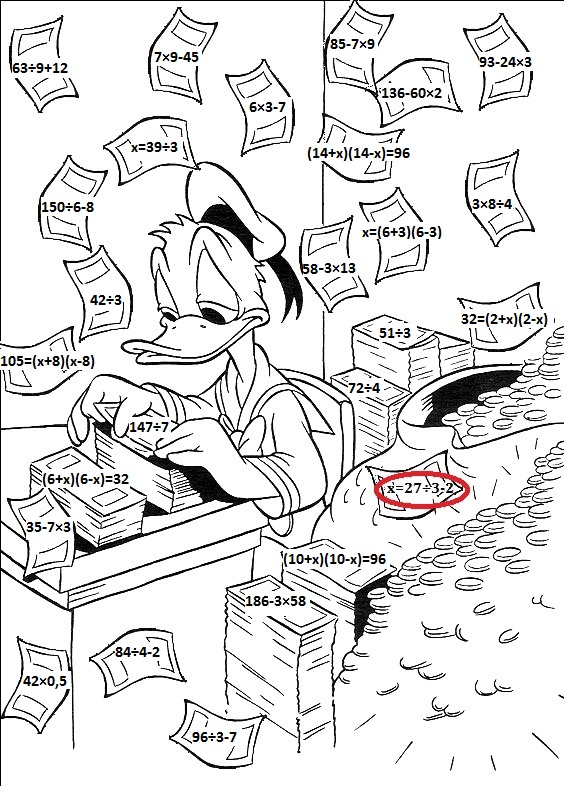 63÷9+12
7×9-45
85-7×9
93-24×3
6×3-7
136-60×2
x=39÷3
(14+x)(14-x)=96
150÷6-8
3×8÷4
x=(6+3)(6-3)
58-3×13
42÷3
32=(2+x)(2-x)
51÷3
105=(x+8)(x-8)
72÷4
147÷7
(6+x)(6-x)=32
x=27÷3-2
35-7×3
(10+x)(10-x)=96
186-3×58
84÷4-2
42×0,5
96÷3-7